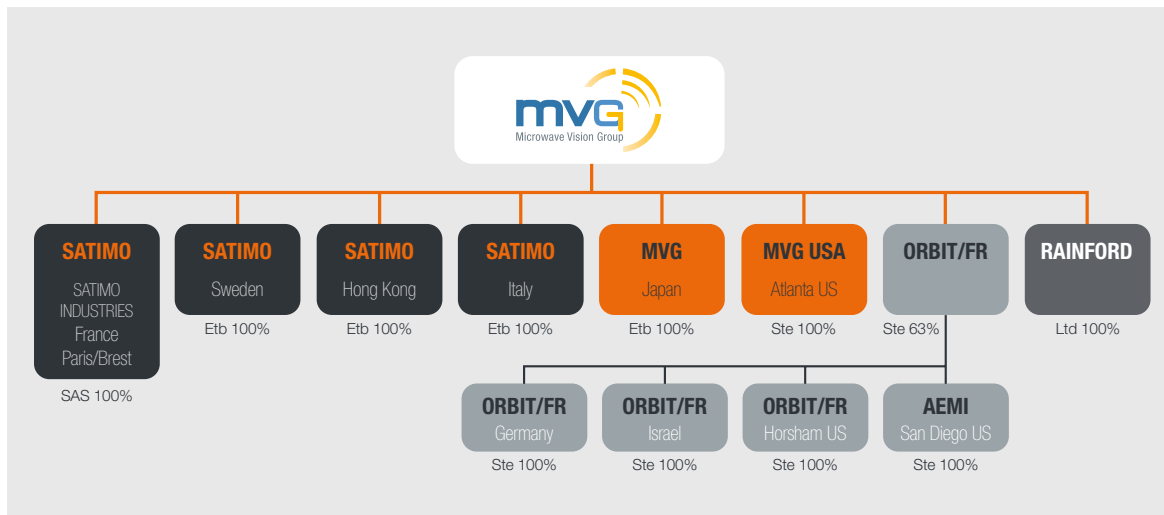 mvg
Microwave Vision Group
SATIMO
SATIMO
INDUSTRIES
France
Paris/Brest
SAS 100%
SATIMO
Sweden
Etb 100%
SATIMO
Hong Kong
Etb 100%
SATIMO
Italy
Etb 100%
MVG
Japan
Etb 100%
MVG USA
Atlanta US
Ste 100%
ORBIT/FR
Ste 63%
RAINFORD
Ltd 100%
ORBIT/FR
Germany
Ste 100%
ORBIT/FR
Israel
Ste 100%
ORBIT/FR
Horsham US
Ste 100%
AEMI
San Diego US
Ste 100%